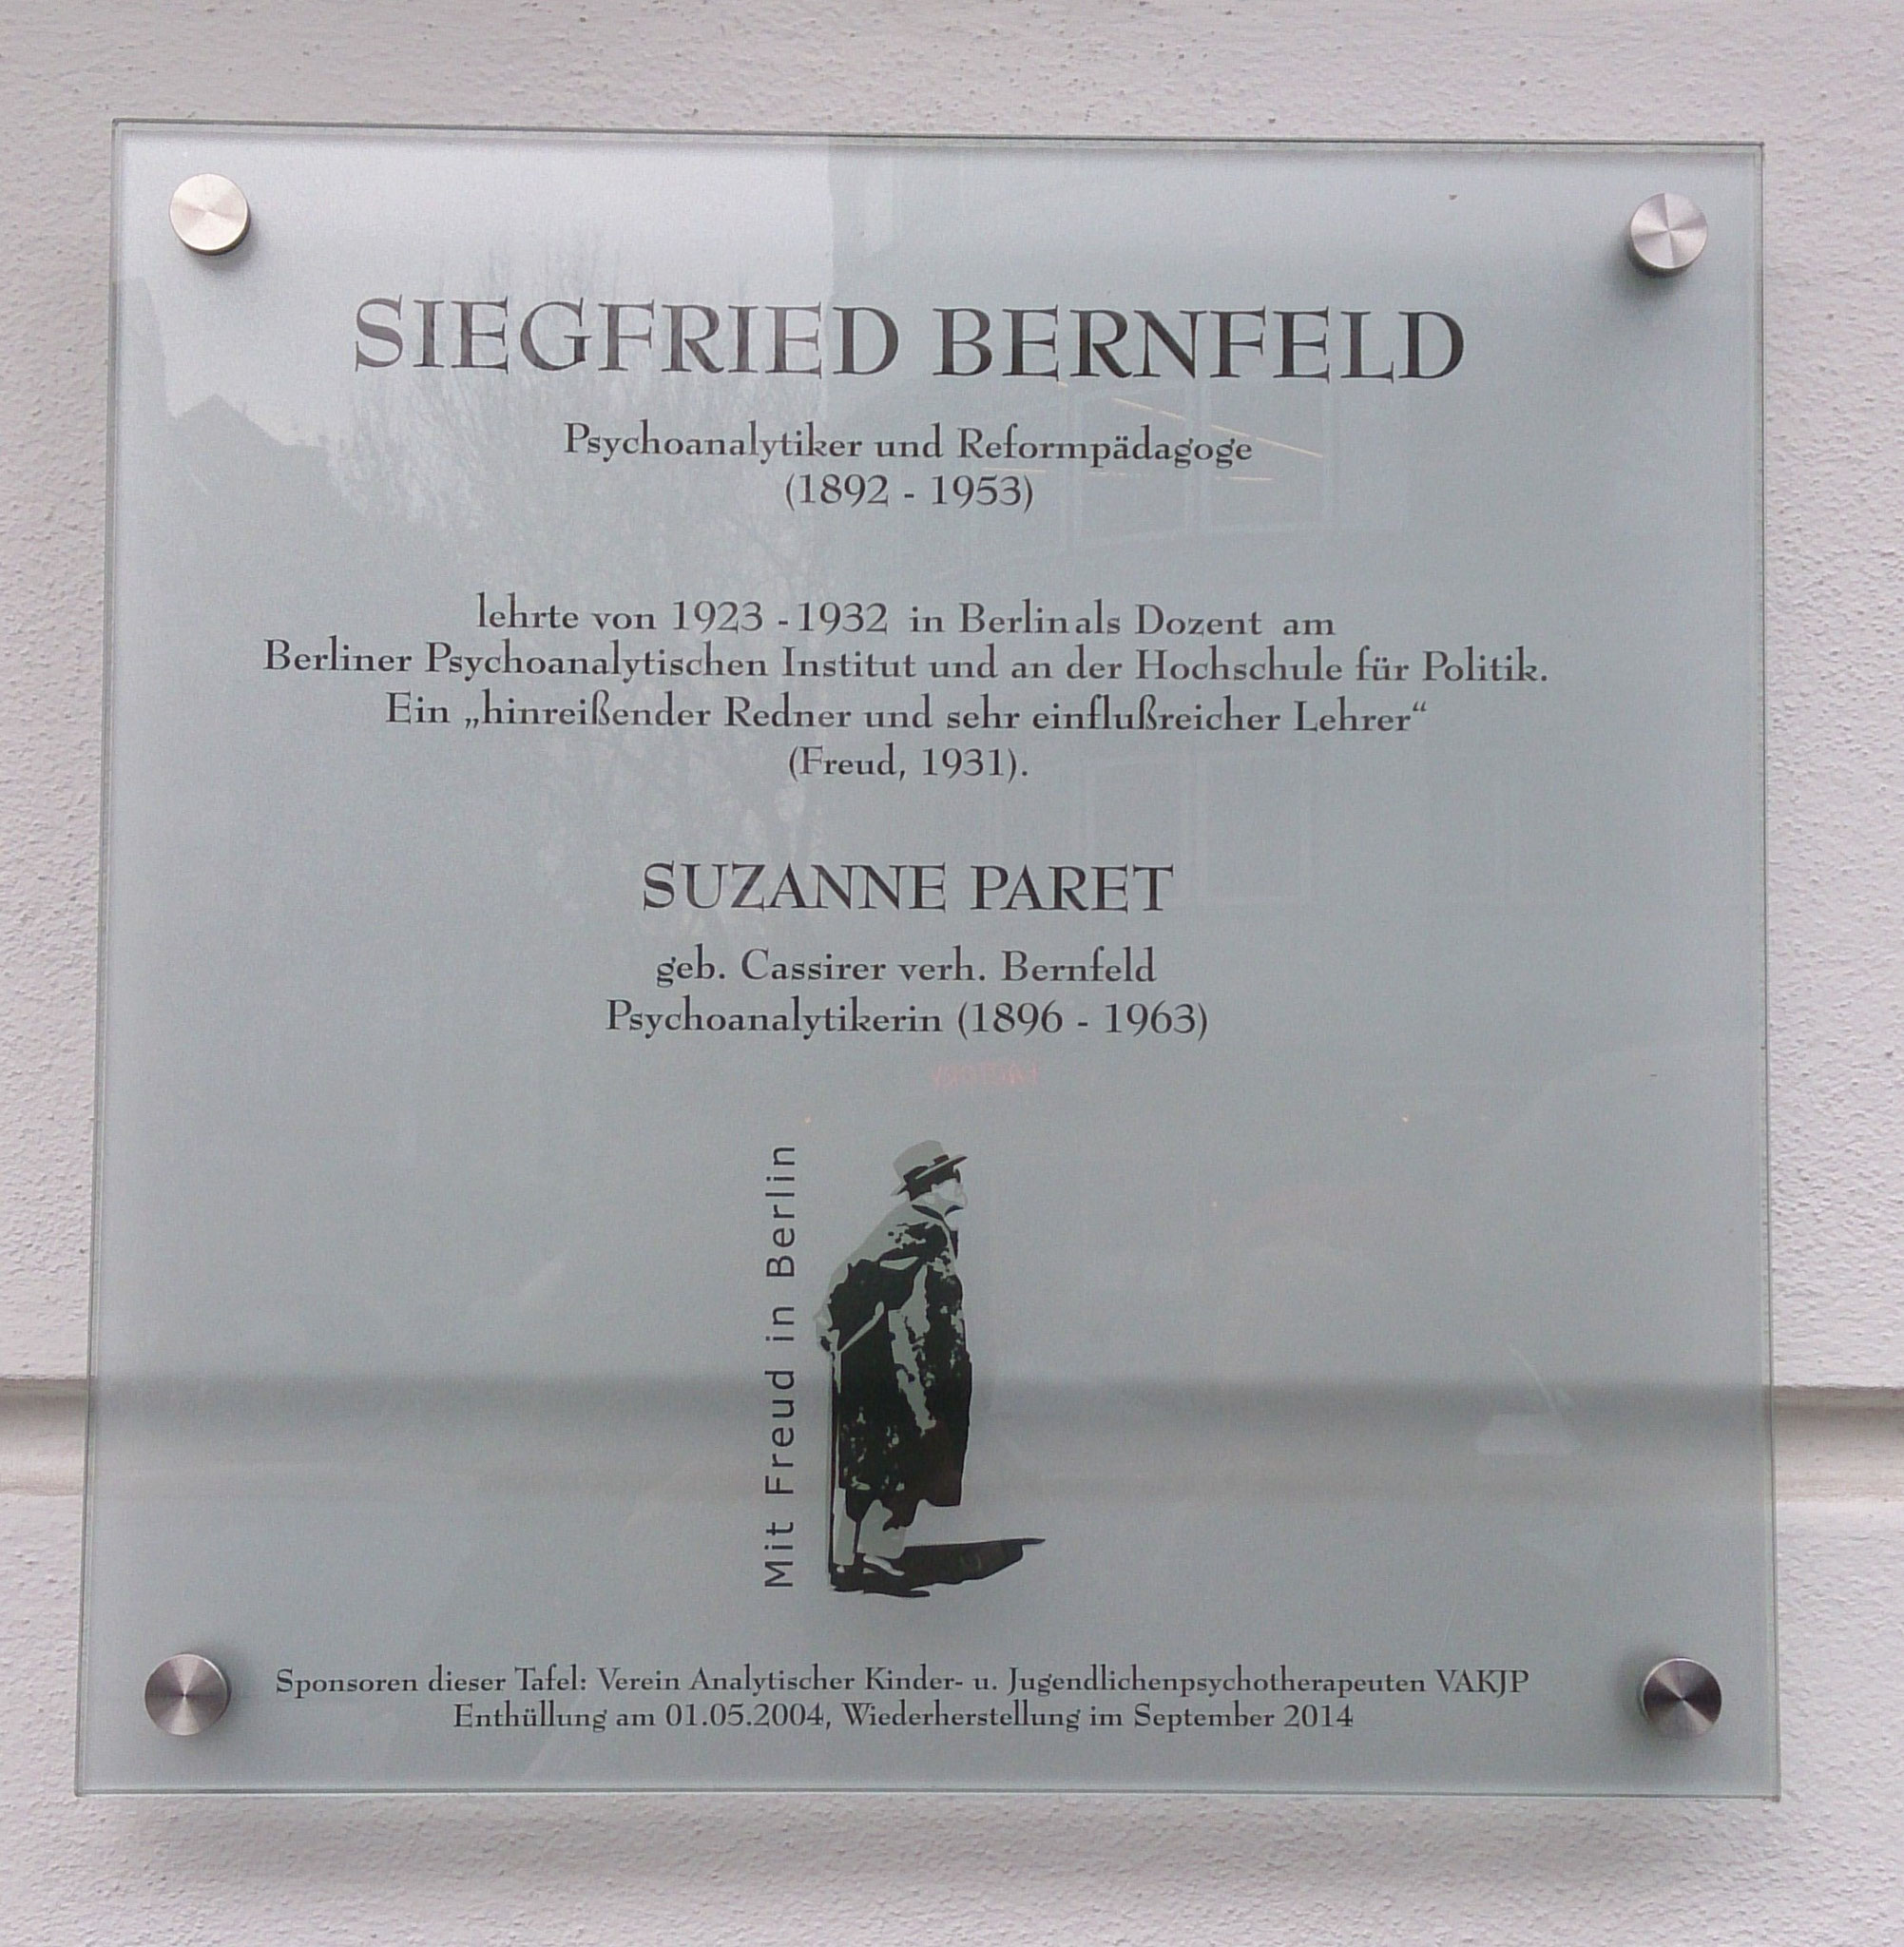 SIEGFRIED BERNFELD
Psychoanalytiker und Reformpädagoge
(1892 - 1953)
lehrte von 1923 - 1932 in Berlin als Dozent am
Berliner Psychoanalytischen Institut und an der Hochschule für Politik.
Ein „hinreißender Redner und sehr einflußreicher Lehrer“
(Freud, 1931).
SUZANNE PARET
geb. Cassirer verh. Bernfeld
Psychoanalytikerin (1896 - 1963)
Mit Freud in Berlin
Sponsoren dieser Tafel: Verein Analytischer Kinder- u. Jugendlichenpsychotherapeuten VAKJP
Enthüllung am 01.05.2004, Wiederherstellung im September 2014